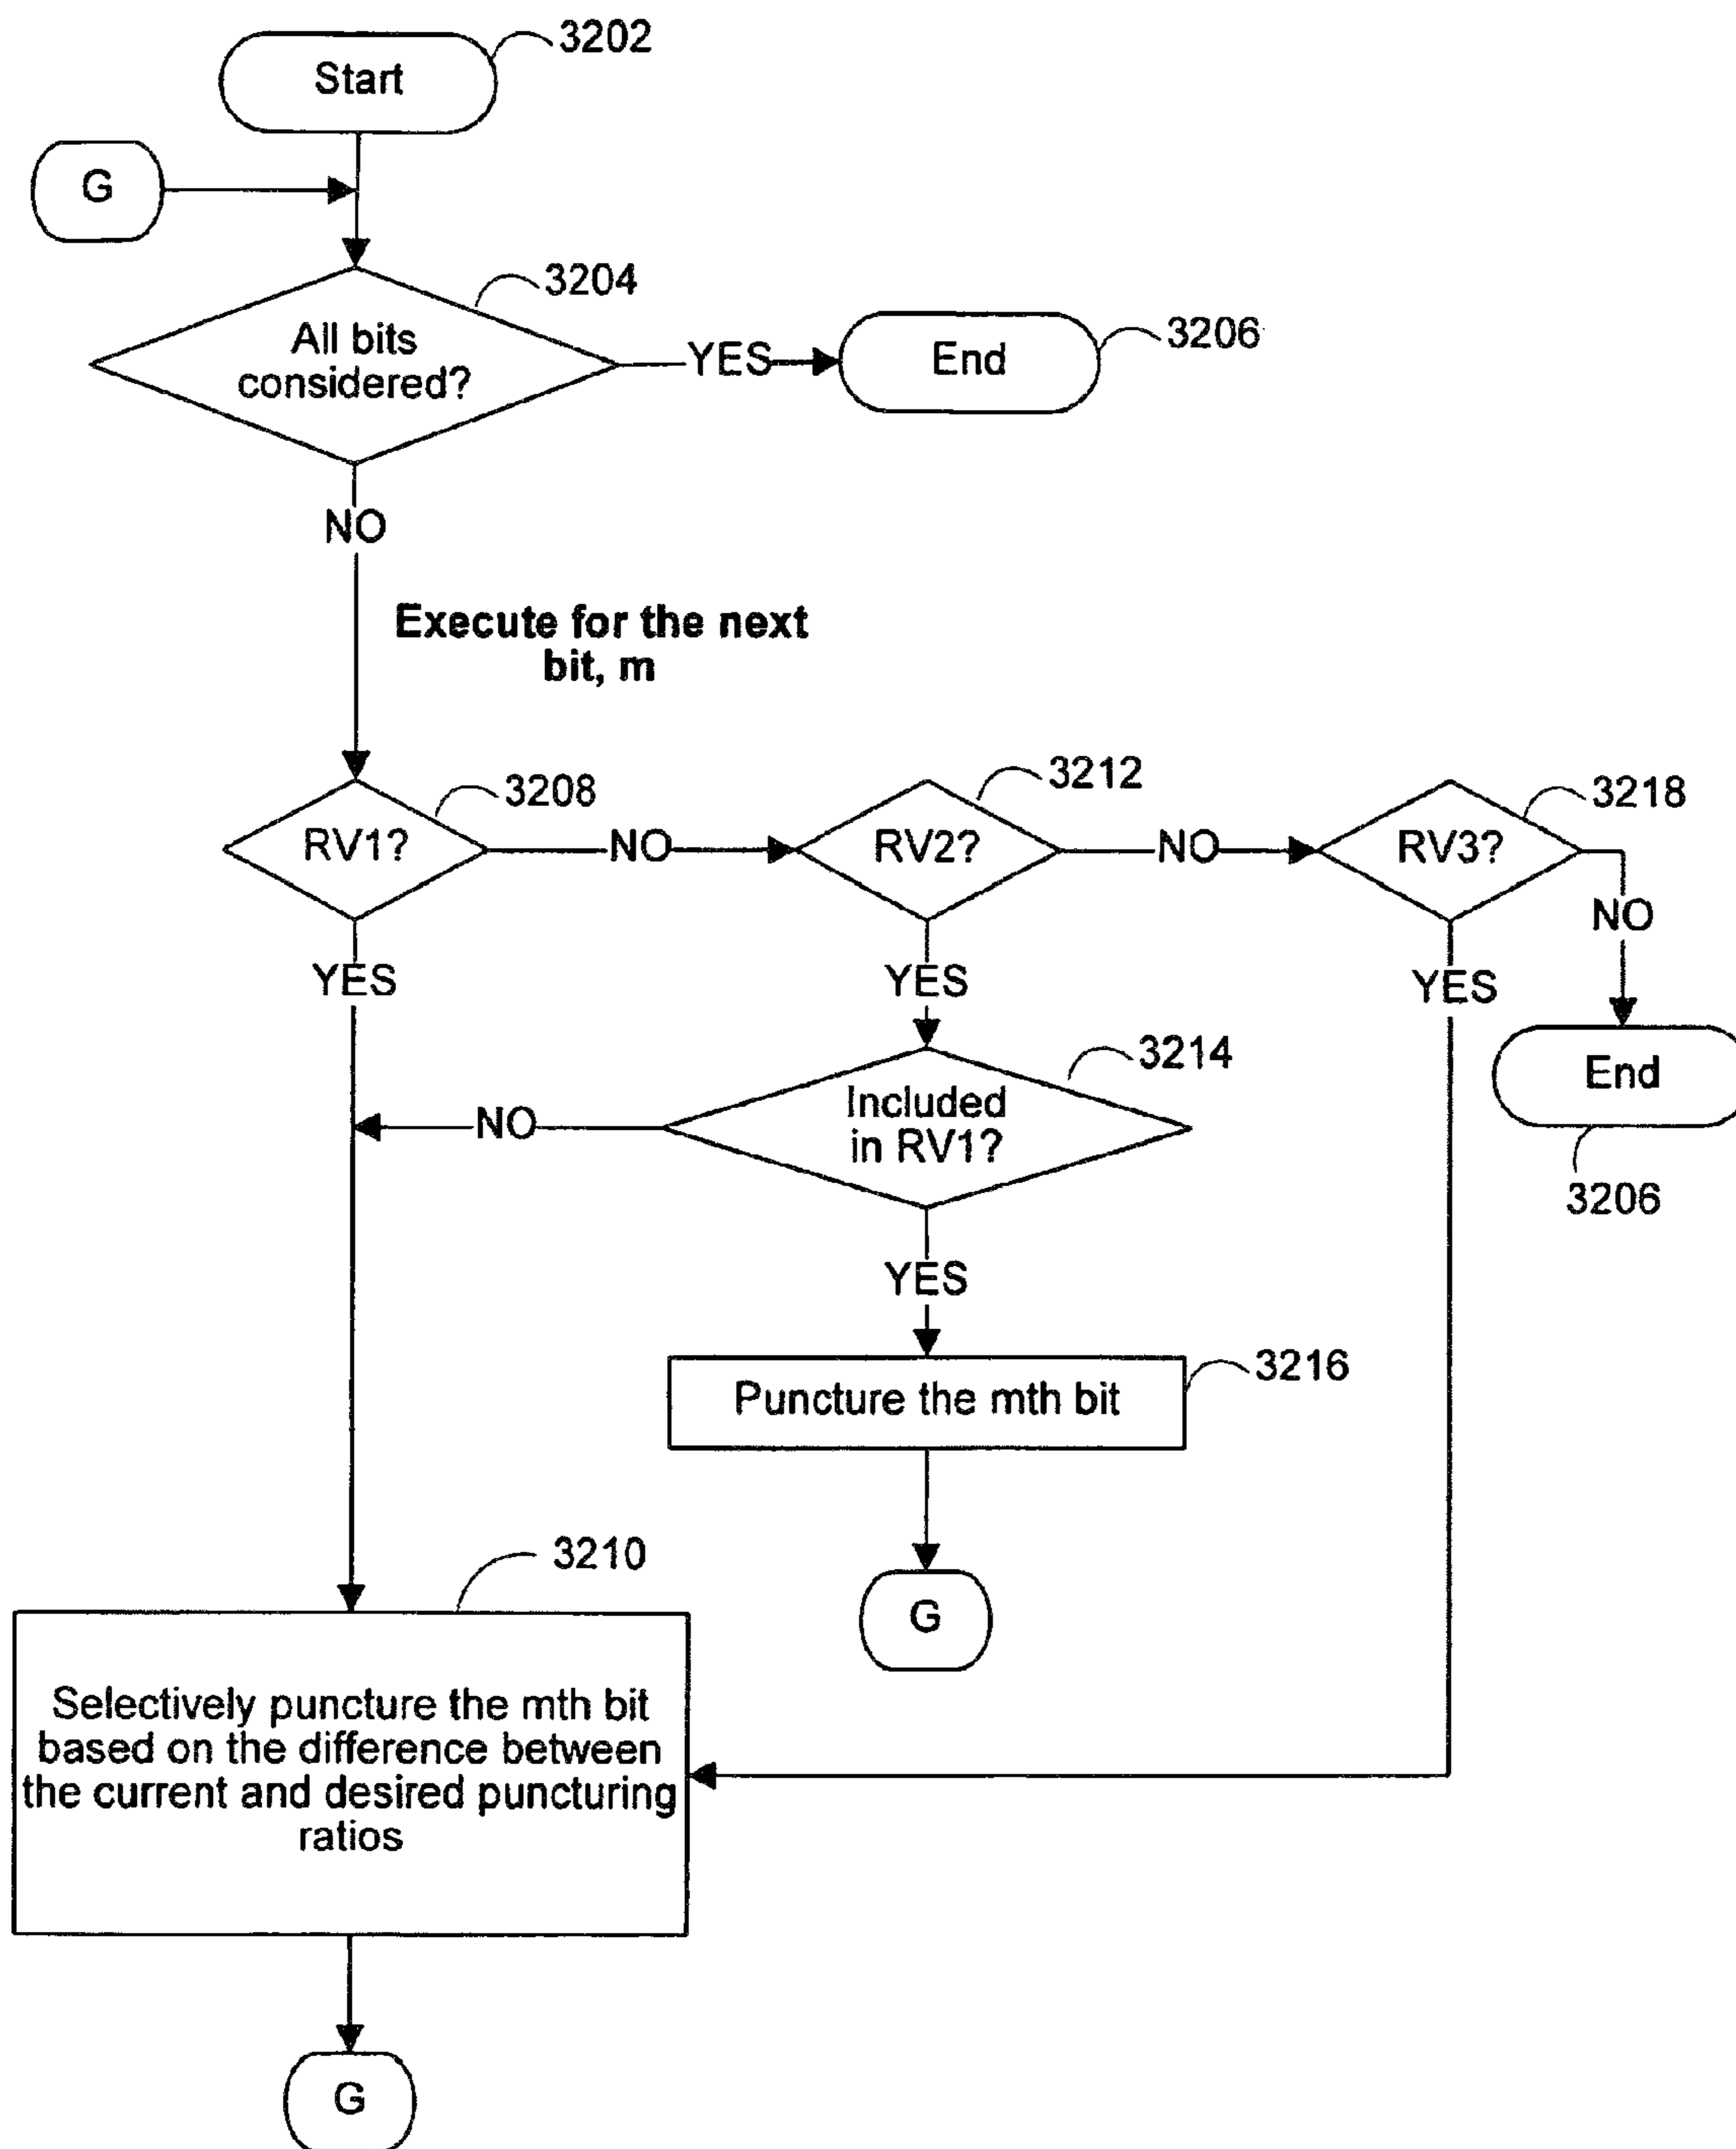 3202
Start
G
3204
All bits
considered?
YES
End
3206
NO
Execute for the next
bit, m
3208
RV1?
NO
3212
RV2?
NO
3218
RV3?
NO
YES
YES
YES
End
3206
3214
Included
in RV1?
NO
YES
3216
Puncture the mth bit
G
3210
Selectively puncture the mth bit
based on the difference between
the current and desired puncturing
ratios
G